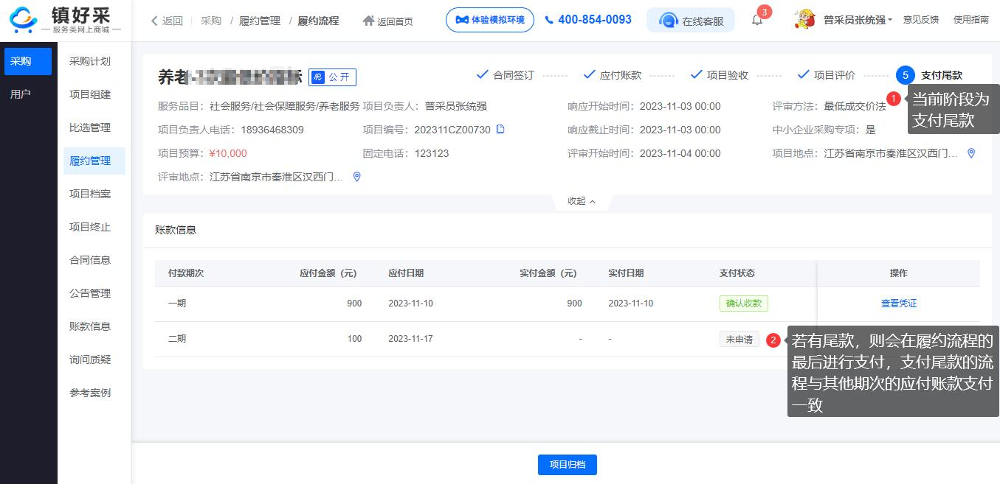 镇好采
服务类网上商城
返回 采购 / 履约管理 / 履约流程 返回首页
体验模拟环境 400-854-0093 在线客服 3 普采员张统强 意见反馈 使用指南
采购
用户
采购计划
项目组建
比选管理
履约管理
项目档案
项目终止
合同信息
公告管理
账款信息
询问质疑
参考案例
养老 公开
合同签订 应付账款 项目验收 项目评价 5 支付尾款
服务品目：社会服务/社会保障服务/养老服务 项目负责人：普采员张统强 响应开始时间：2023-11-03 00:00 评审方法：最低成交价法
1 当前阶段为
支付尾款
项目负责人电话：18936468309 项目编号：202311CZ00730 响应截止时间：2023-11-03 00:00 中小企业采购专项：是
项目预算：¥10,000 固定电话：123123 评审开始时间：2023-11-04 00:00 项目地点：江苏省南京市秦淮区汉西门…
评审地点：江苏省南京市秦淮区汉西门…
收起
账款信息
付款期次 应付金额（元） 应付日期 实付金额（元） 实付日期 支付状态 操作
一期 900 2023-11-10 900 2023-11-10 确认收款 查看凭证
二期 100 2023-11-17 - - 未申请
2 若有尾款，则会在履约流程的
最后进行支付，支付尾款的流
程与其他期次的应付账款支付
一致
项目归档